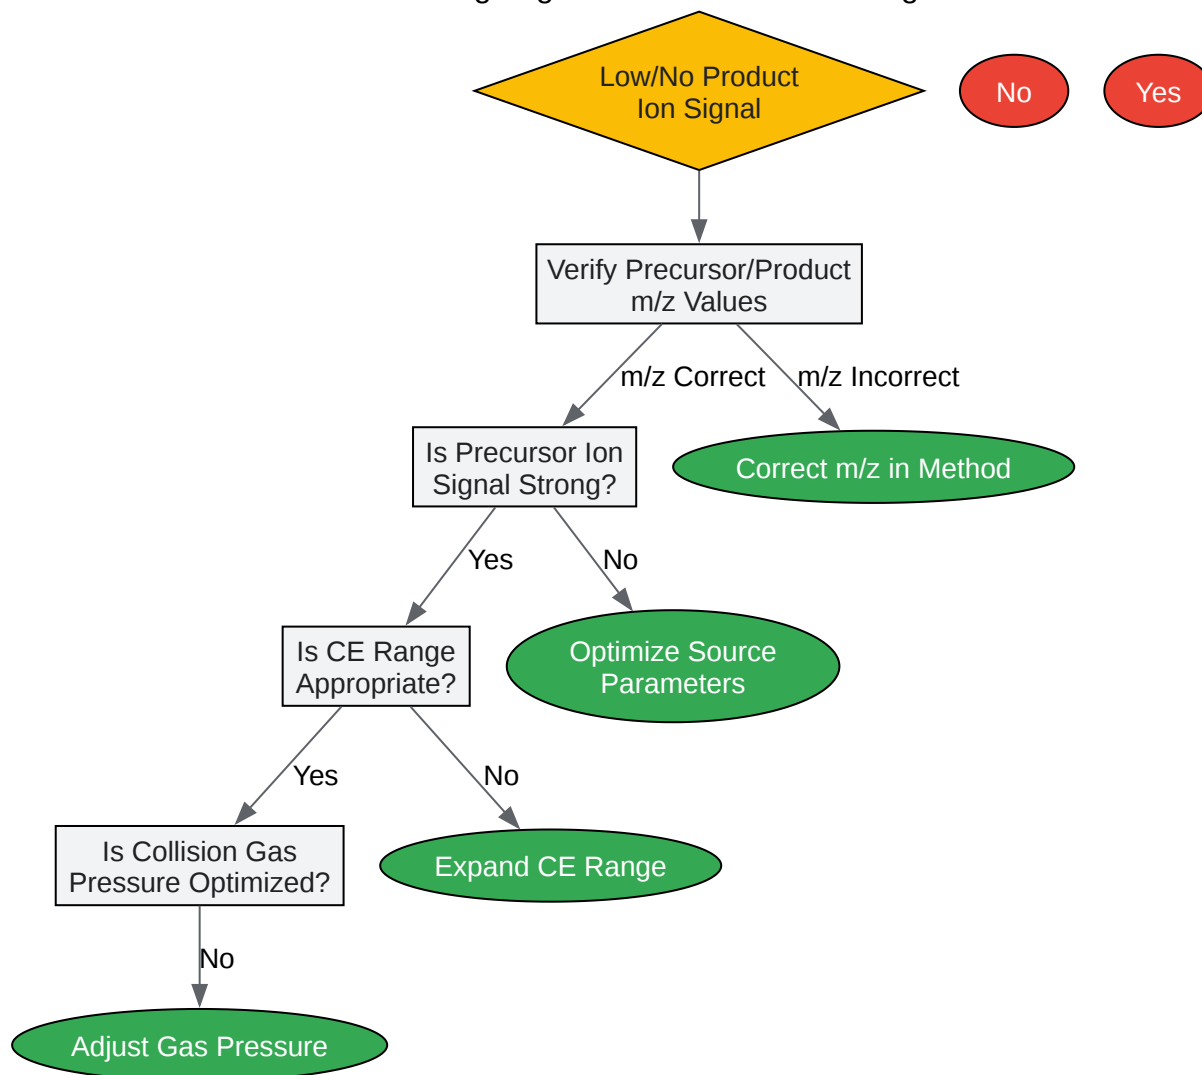 Low/No Product
Ion Signal
No
Yes
Verify Precursor/Product
m/z Values
m/z Correct
m/z Incorrect
Is Precursor Ion
Signal Strong?
Correct m/z in Method
Yes
No
Is CE Range
Appropriate?
Optimize Source
Parameters
Yes
No
Is Collision Gas
Pressure Optimized?
Expand CE Range
No
Adjust Gas Pressure